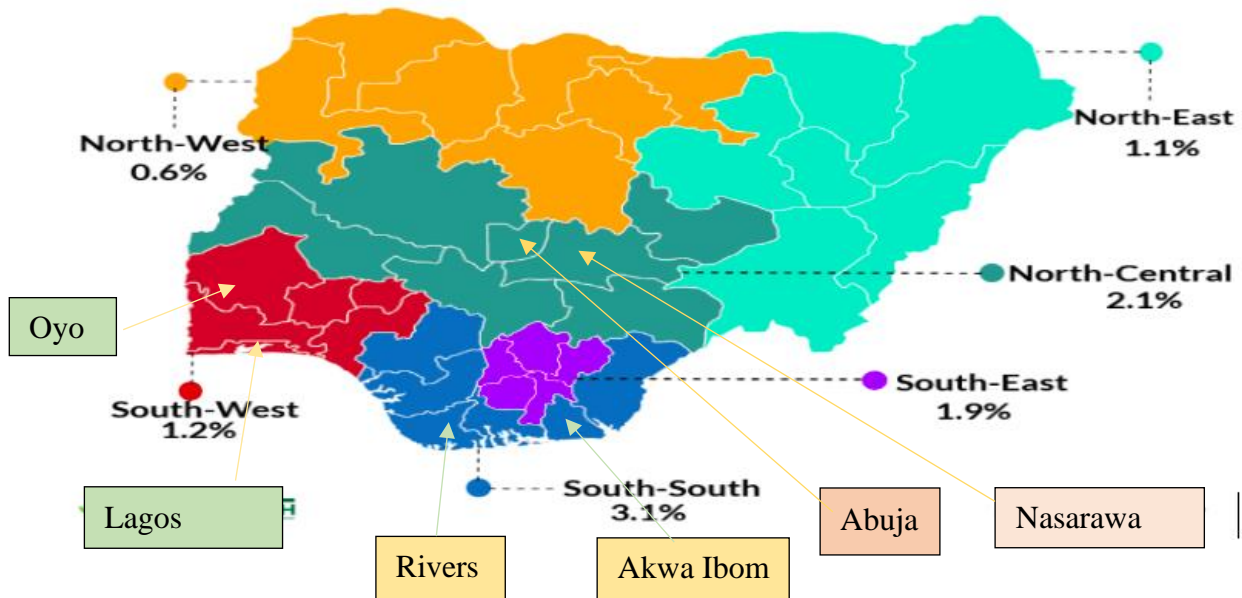 North-West
0.6%
North-East
1.1%
North-Central
2.1%
Oyo
South-West
1.2%
South-East
1.9%
South-South
3.1%
Lagos
Abuja
Nasarawa
Rivers
Akwa Ibom